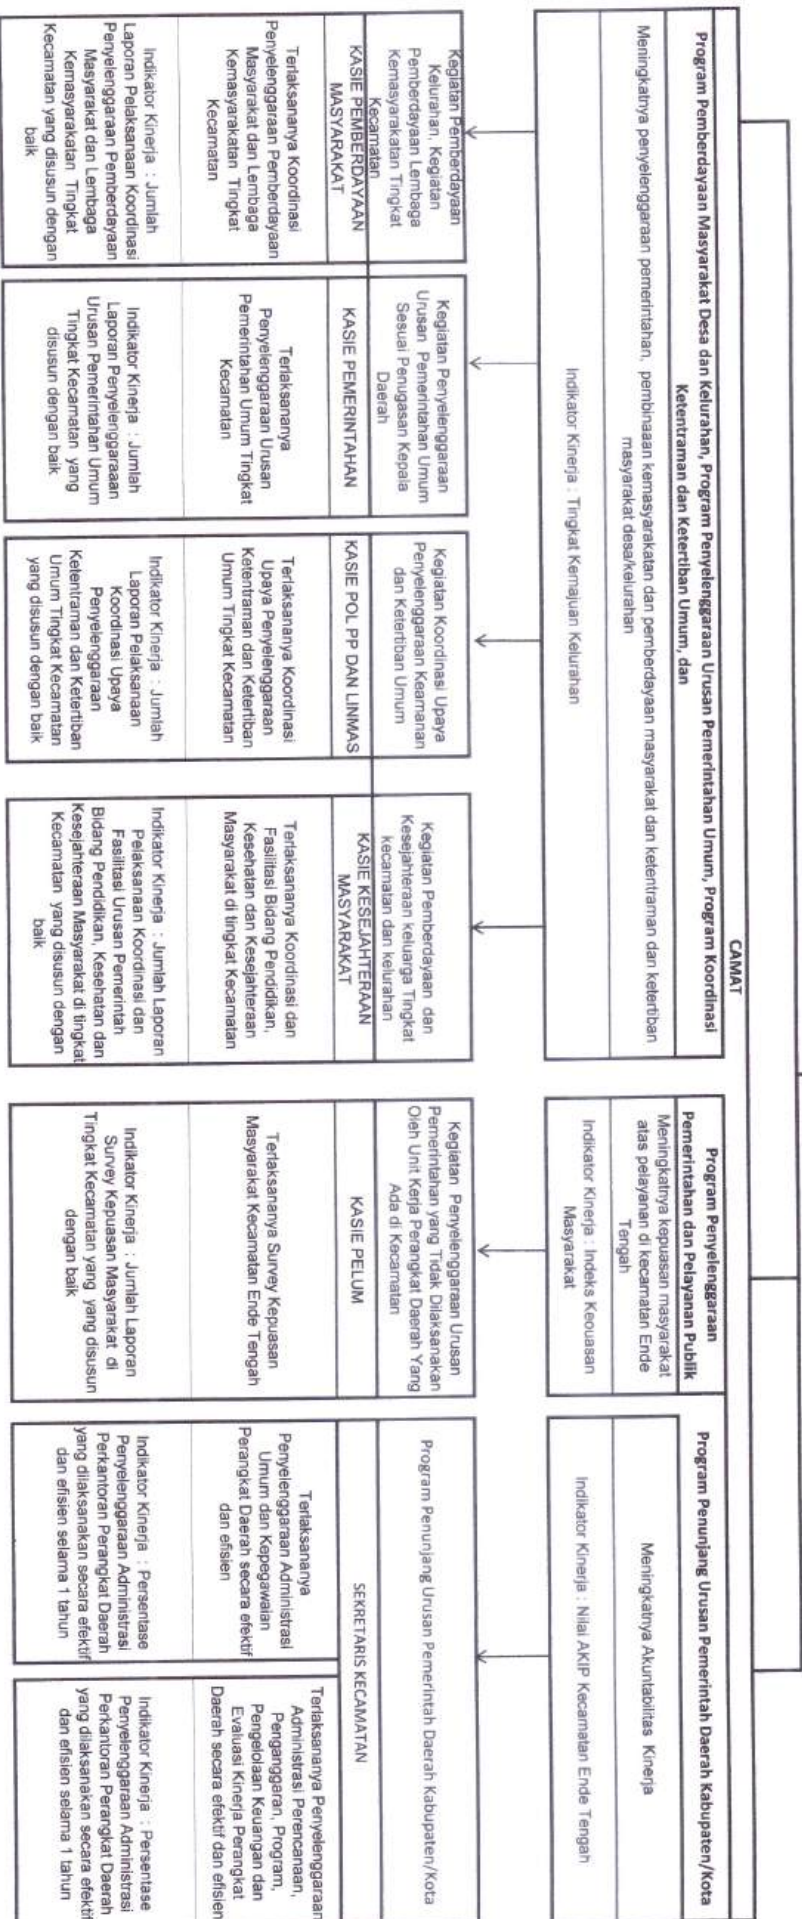 CAMAT
Program Pemberdayaan Masyarakat Desa dan Kelurahan, Program Penyelenggaraan Urusan Pemerintahan Umum, Program Koordinasi
Ketentraman dan Ketertiban Umum, dan
Meningkatnya penyelenggaraan pemerintahan, pembinaaan kemasyarakatan dan pemberdayaan masyarakat dan ketentraman dan ketertiban
masyarakat desa/kelurahan
Indikator Kinerja : Tingkat Kemajuan Kelurahan
Program Penyelenggaraan
Pemerintahan dan Pelayanan Publik
Meningkatnya kepuasan masyarakat
atas pelayanan di kecamatan Ende
Tengah
Indikator Kinerja : Indeks Keouasan
Masyarakat
Program Penunjang Urusan Pemerintah Daerah Kabupaten/Kota
Meningkatnya Akuntabilitas Kinerja
Indikator Kinerja : Nilai AKIP Kecamatan Ende Tengah
Kegiatan Pemberdayaan
Kelurahan, Kegiatan
Pemberdayaan Lembaga
Kemasyarakatan Tingkat
Kecamatan
KASIE PEMBERDAYAAN
MASYARAKAT
Terlaksananya Koordinasi
Penyelenggaraan Pemberdayaan
Masyarakat dan Lembaga
Kemasyarakatan Tingkat
Kecamatan
Indikator Kinerja : Jumlah
Laporan Pelaksanaan Koordinasi
Penyelenggaraan Pemberdayaan
Masyarakat dan Lembaga
Kemasyarakatan Tingkat
Kecamatan yang disusun dengan
baik
Kegiatan Penyelenggaraan
Urusan Pemerintahan Umum
Sesuai Penugasan Kepala
Daerah
KASIE PEMERINTAHAN
Terlaksananya
Penyelenggaraan Urusan
Pemerintahan Umum Tingkat
Kecamatan
Indikator Kinerja : Jumlah
Laporan Penyelenggaraaan
Urusan Pemerintahan Umum
Tingkat Kecamatan yang
disusun dengan baik
Kegiatan Koordinasi Upaya
Penyelenggaraan Keamanan
dan Ketertiban Umum
KASIE POL PP DAN LINMAS
Terlaksananya Koordinasi
Upaya Penyelenggaraan
Ketentraman dan Ketertiban
Umum Tingkat Kecamatan
Indikator Kinerja : Jumlah
Laporan Pelaksanaan
Koordinasi Upaya
Penyelenggaraan
Ketentraman dan Ketertiban
Umum Tingkat Kecamatan
yang disusun dengan baik
Kegiatan Pemberdayaan dan
Kesejahteraan keluarga Tingkat
kecamatan dan kelurahan
KASIE KESEJAHTERAAN
MASYARAKAT
Terlaksananya Koordinasi dan
Fasilitasi Bidang Pendidikan,
Kesehatan dan Kesejahteraan
Masyarakat di tingkat Kecamatan
Indikator Kinerja : Jumlah Laporan
Pelaksanaan Koordinasi dan
Fasilitasi Urusan Pemerintah
Bidang Pendidikan, Kesehatan dan
Kesejahteraan Masyarakat di tingkat
Kecamatan yang disusun dengan
baik
Kegiatan Penyelenggaraan Urusan
Pemerintahan yang Tidak Dilaksanakan
Oleh Unit Kerja Perangkat Daerah Yang
Ada di Kecamatan
KASIE PELUM
Terlaksananya Survey Kepuasan
Masyarakat Kecamatan Ende Tengah
Indikator Kinerja : Jumlah Laporan
Survey Kepuasan Masyarakat di
Tingkat Kecamatan yang yang disusun
dengan baik
Program Penunjang Urusan Pemerintah Daerah Kabupaten/Kota
SEKRETARIS KECAMATAN
Terlaksananya
Penyelenggaraan Administrasi
Umum dan Kepegawaian
Perangkat Daerah secara efektif
dan efisien
Indikator Kinerja : Persentase
Penyelenggaraan Administrasi
Perkantoran Perangkat Daerah
yang dilaksanakan secara efektif
dan efisien selama 1 tahun
Terlaksananya Penyelenggaraan
Administrasi Perencanaan,
Penganggaran, Program,
Pengelolaan Keuangan dan
Evaluasi Kinerja Perangkat
Daerah secara efektif dan efisien
Indikator Kinerja : Persentase
Penyelenggaraan Administrasi
Perkantoran Perangkat Daerah
yang dilaksanakan secara efektif
dan efisien selama 1 tahun